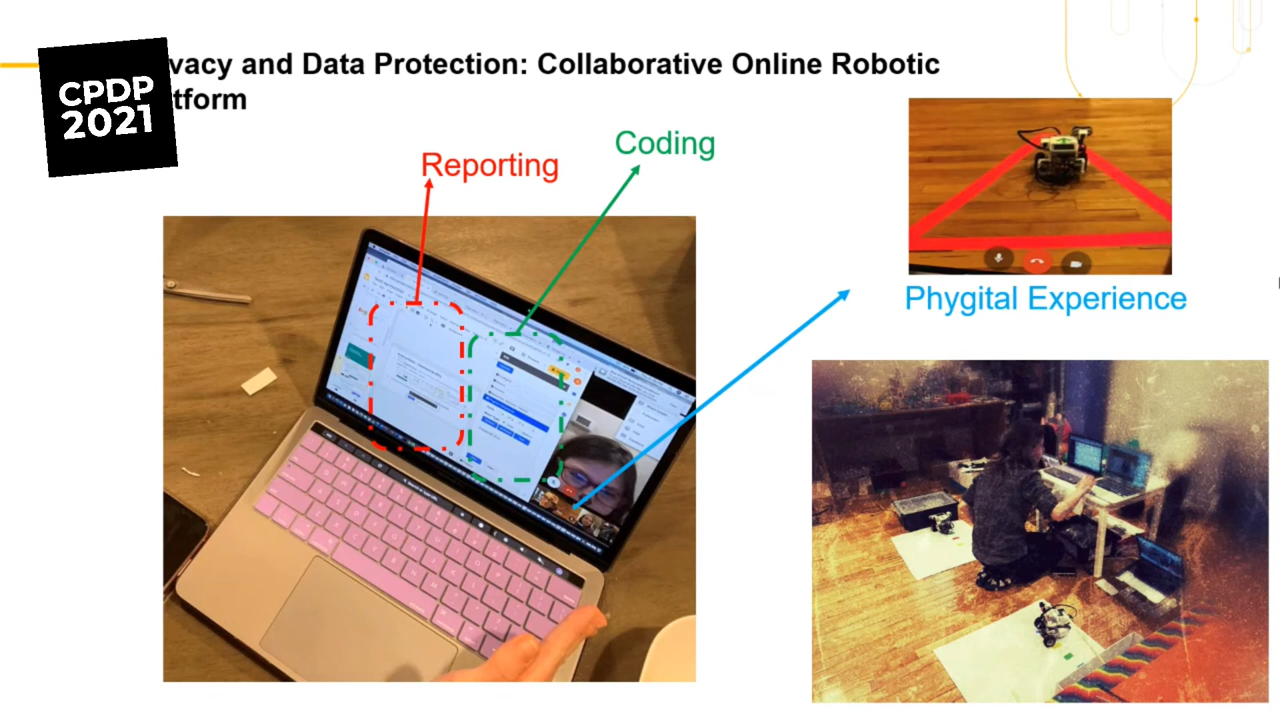 CPDP
2021
vacy and Data Protection: Collaborative Online Robotic
tform
Reporting
Coding
Phygital Experience